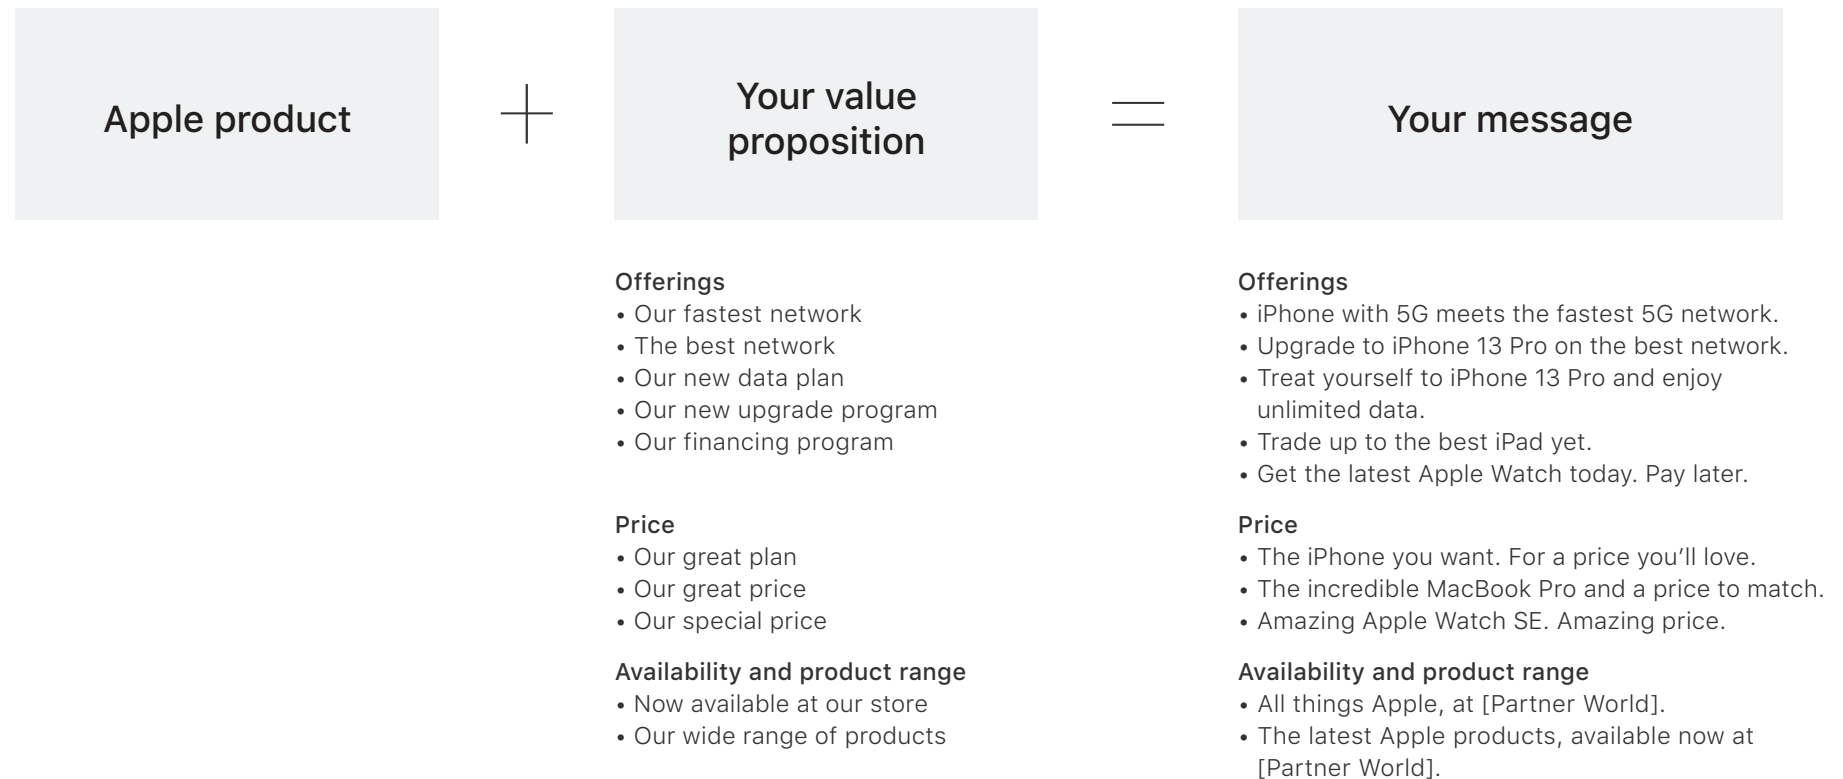 Apple product
+
Your value
proposition
=
Your message
Offerings
• Our fastest network
• The best network
• Our new data plan
• Our new upgrade program
• Our financing program
Price
• Our great plan
• Our great price
• Our special price
Availability and product range
• Now available at our store
• Our wide range of products
Offerings
• iPhone with 5G meets the fastest 5G network.
• Upgrade to iPhone 13 Pro on the best network.
• Treat yourself to iPhone 13 Pro and enjoy
unlimited data.
• Trade up to the best iPad yet.
• Get the latest Apple Watch today. Pay later.
Price
• The iPhone you want. For a price you’ll love.
• The incredible MacBook Pro and a price to match.
• Amazing Apple Watch SE. Amazing price.
Availability and product range
• All things Apple, at [Partner World].
• The latest Apple products, available now at
[Partner World].